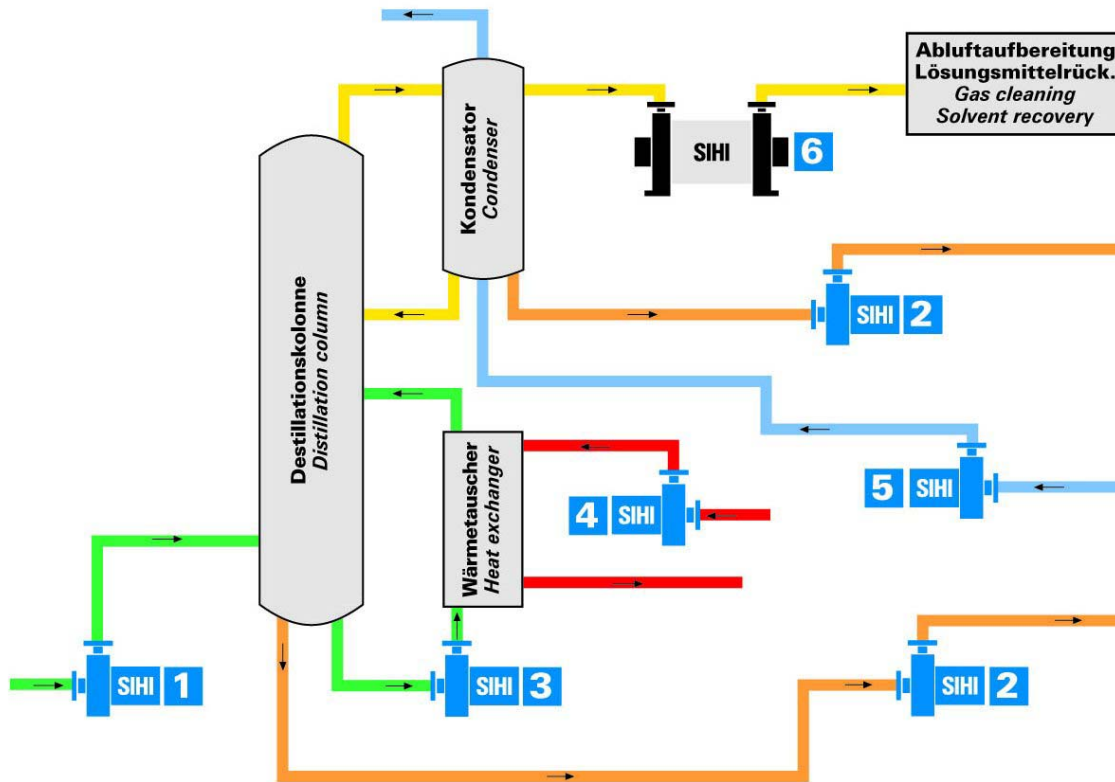 Abluftaufbereitung
Lösungsmittelrück.
Gas cleaning
Solvent recovery
Kondensator
Condenser
SIHI 6
Destillationskolonne
Distillation column
SIHI 2
Wärmetauscher
Heat exchanger
4 SIHI
5 SIHI
SIHI 1
SIHI 3
SIHI 2